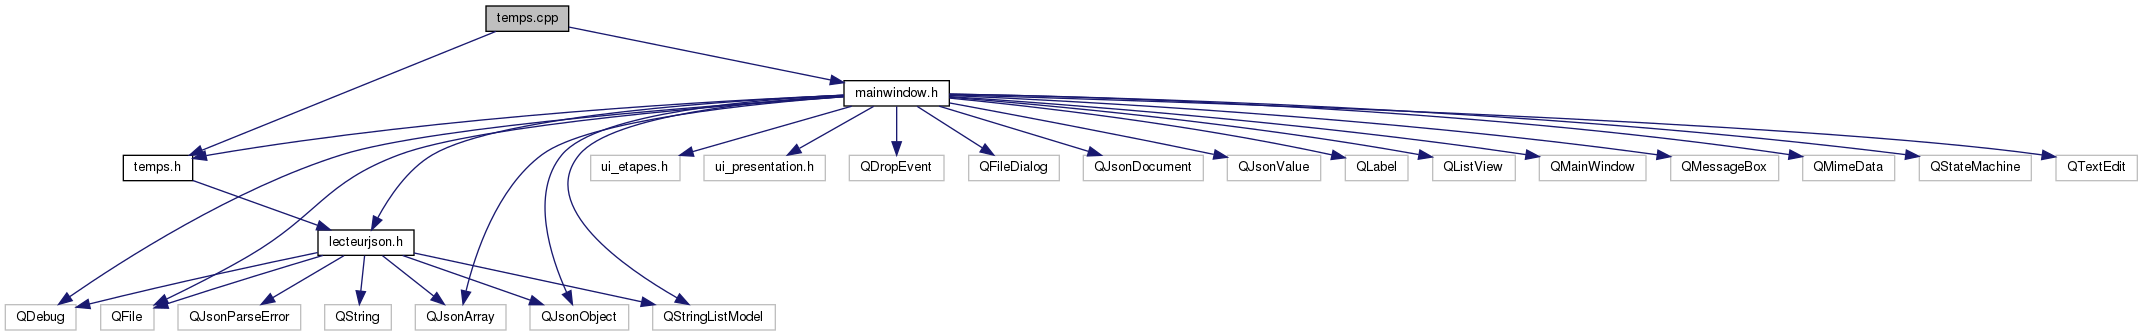 temps.cpp
mainwindow.h
temps.h
ui_etapes.h
ui_presentation.h
QDropEvent
QFileDialog
QJsonDocument
QJsonValue
QLabel
QListView
QMainWindow
QMessageBox
QMimeData
QStateMachine
QTextEdit
lecteurjson.h
QDebug
QFile
QJsonParseError
QString
QJsonArray
QJsonObject
QStringListModel